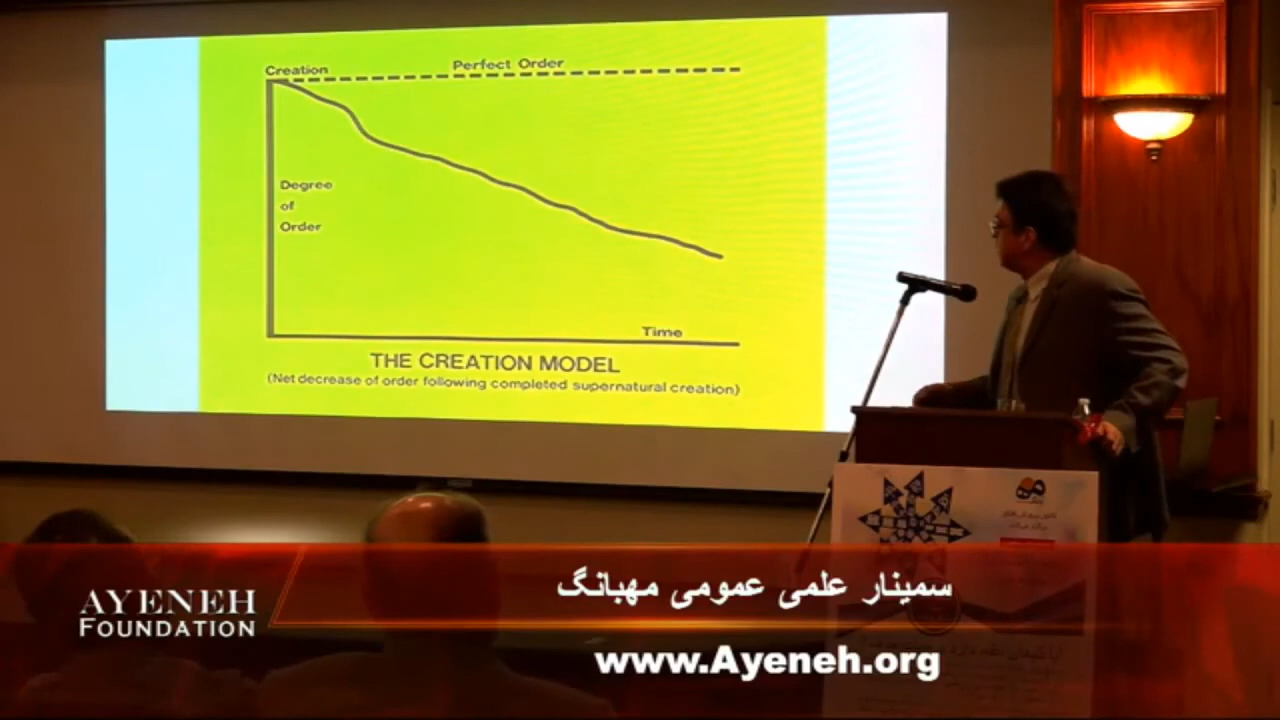 Creation
Perfect Order
Degree
of
Order
Time
THE CREATION MODEL
(Net decrease of order following completed supernatural creation)
سمینار علمی عمومی مهبانگ
AYENEH
FOUNDATION
www.Ayeneh.org